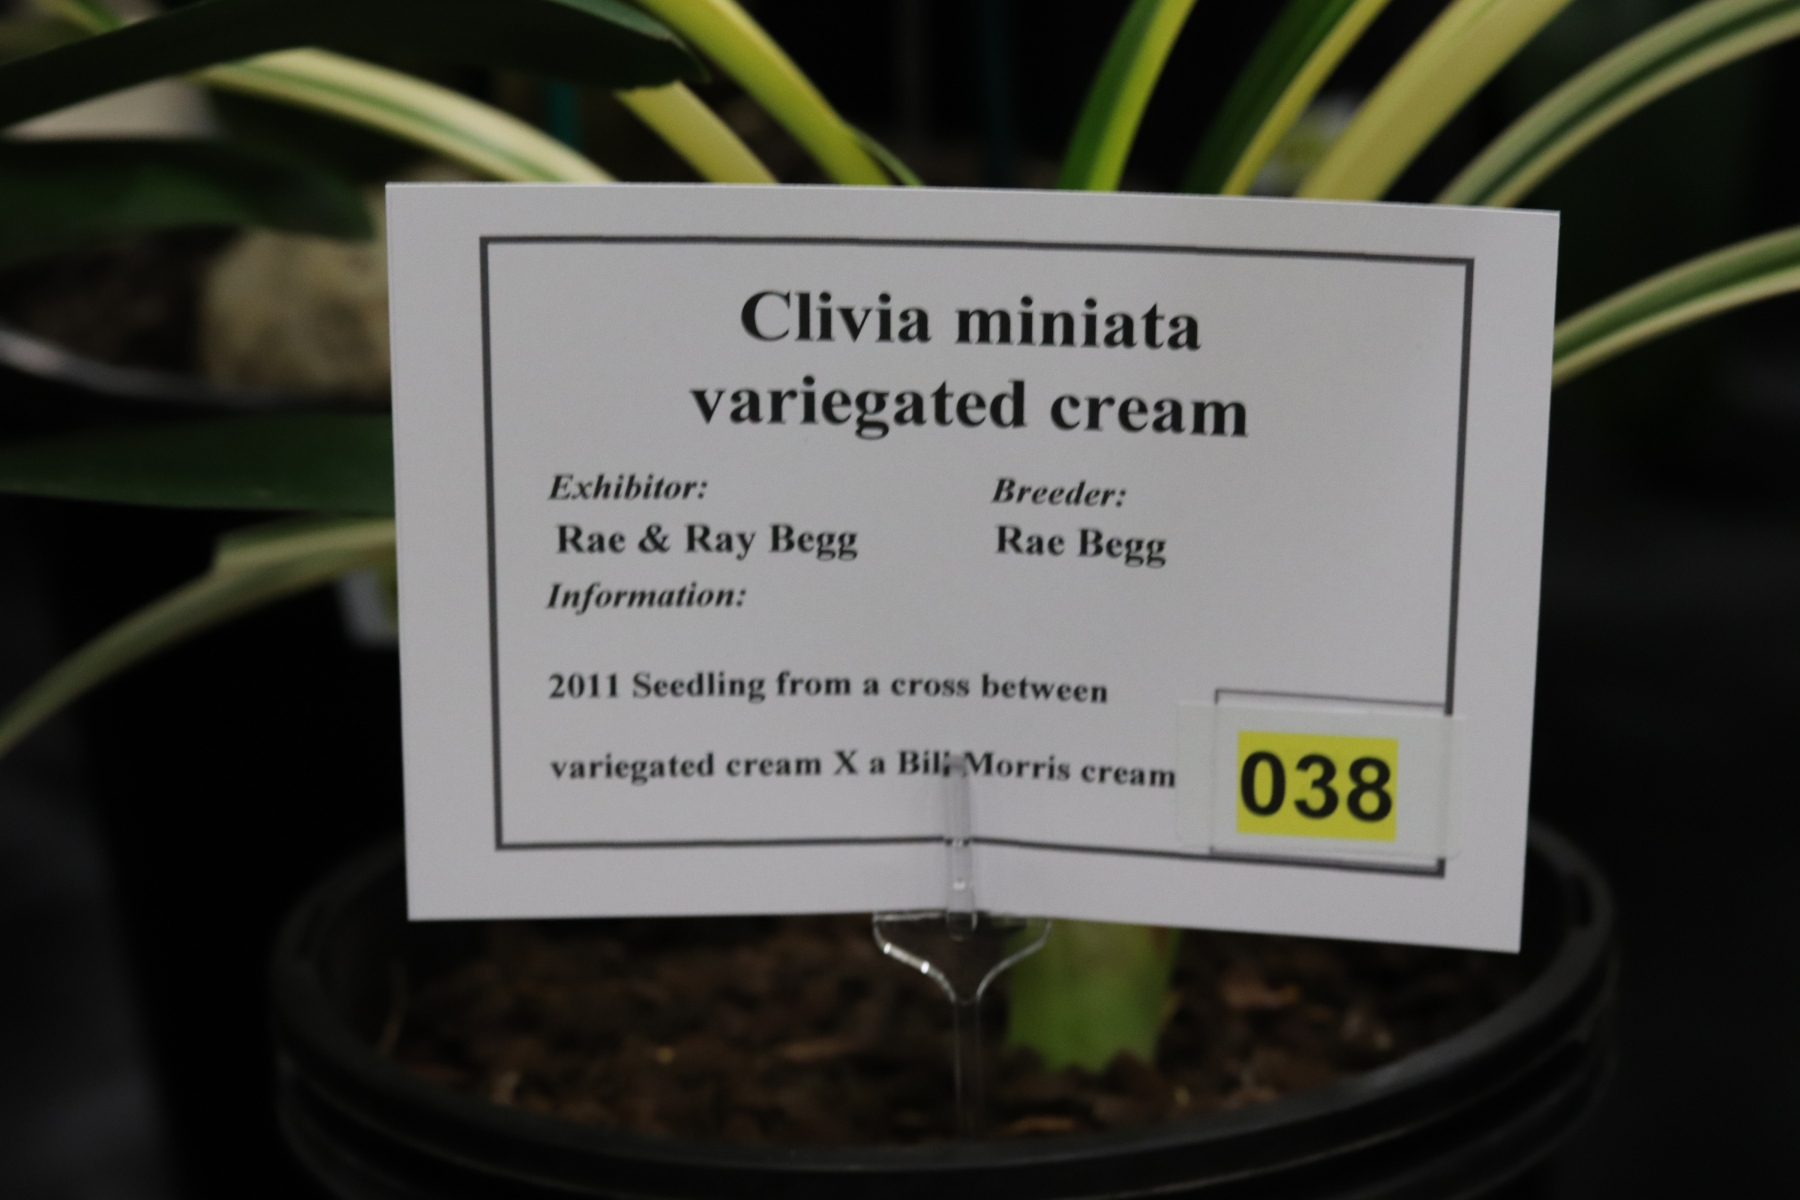 Clivia miniata
variegated cream
Exhibitor: Breeder:
Rae & Ray Begg Rae Begg
Information:
2011 Seedling from a cross between
variegated cream X a Bill Morris cream
038